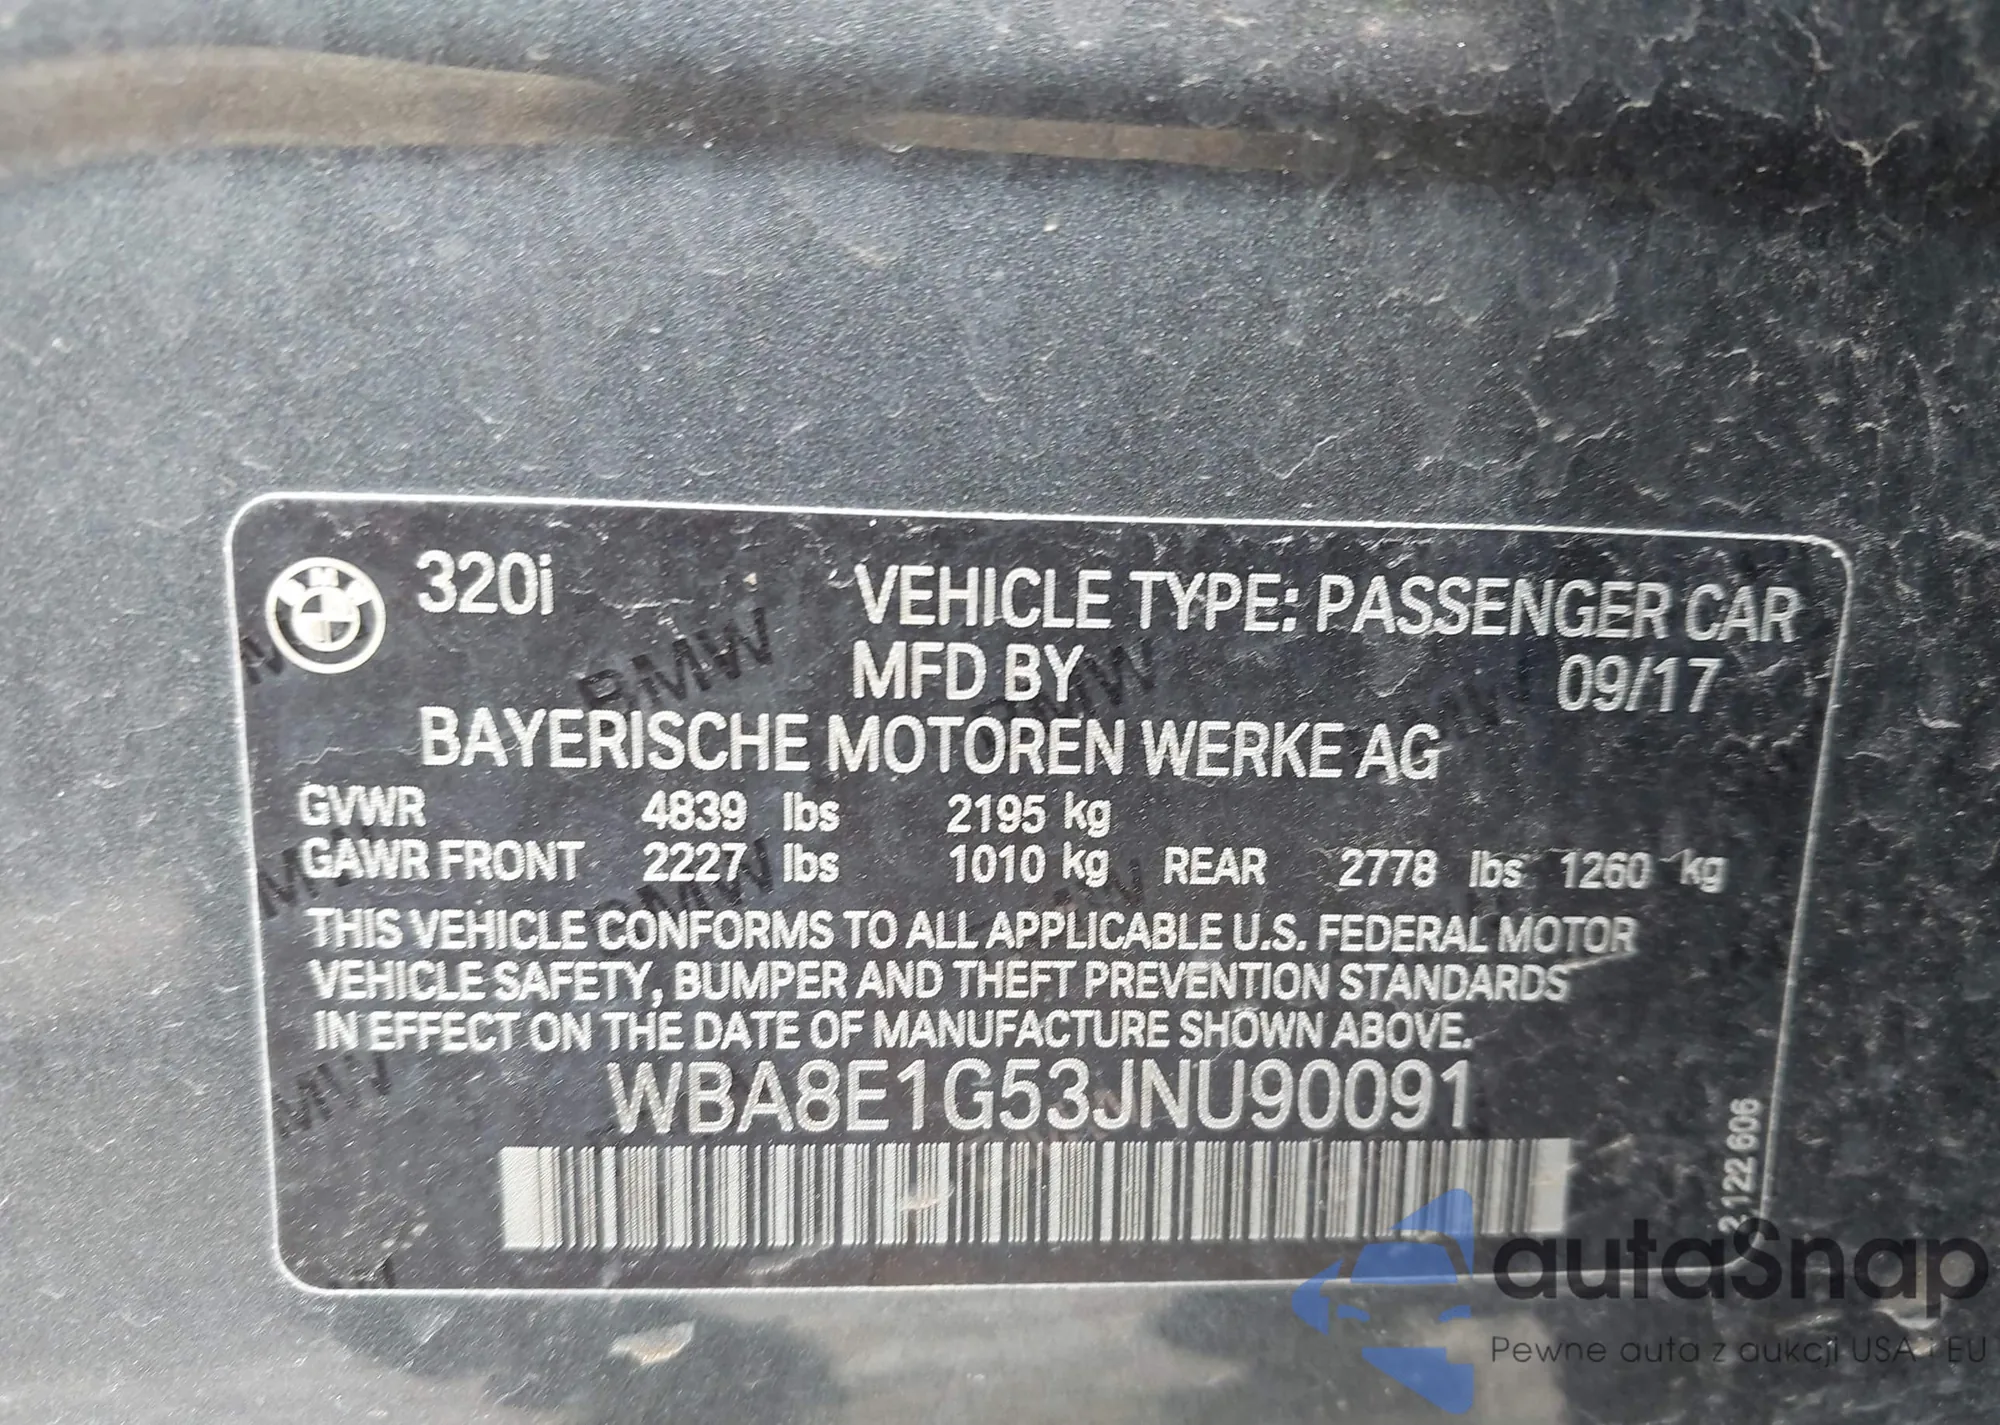 320i
VEHICLE TYPE: PASSENGER CAR
MFD BY 09/17
BAYERISCHE MOTOREN WERKE AG
GVWR 4839 lbs 2195 kg
GAWR FRONT 2227 lbs 1010 kg REAR 2778 lbs 1260 kg
THIS VEHICLE CONFORMS TO ALL APPLICABLE U.S. FEDERAL MOTOR
VEHICLE SAFETY, BUMPER AND THEFT PREVENTION STANDARDS
IN EFFECT ON THE DATE OF MANUFACTURE SHOWN ABOVE.
WBA8E1G53JNU90091
2 122 606
autaSnap
Pewne auta z aukcji USA i EU